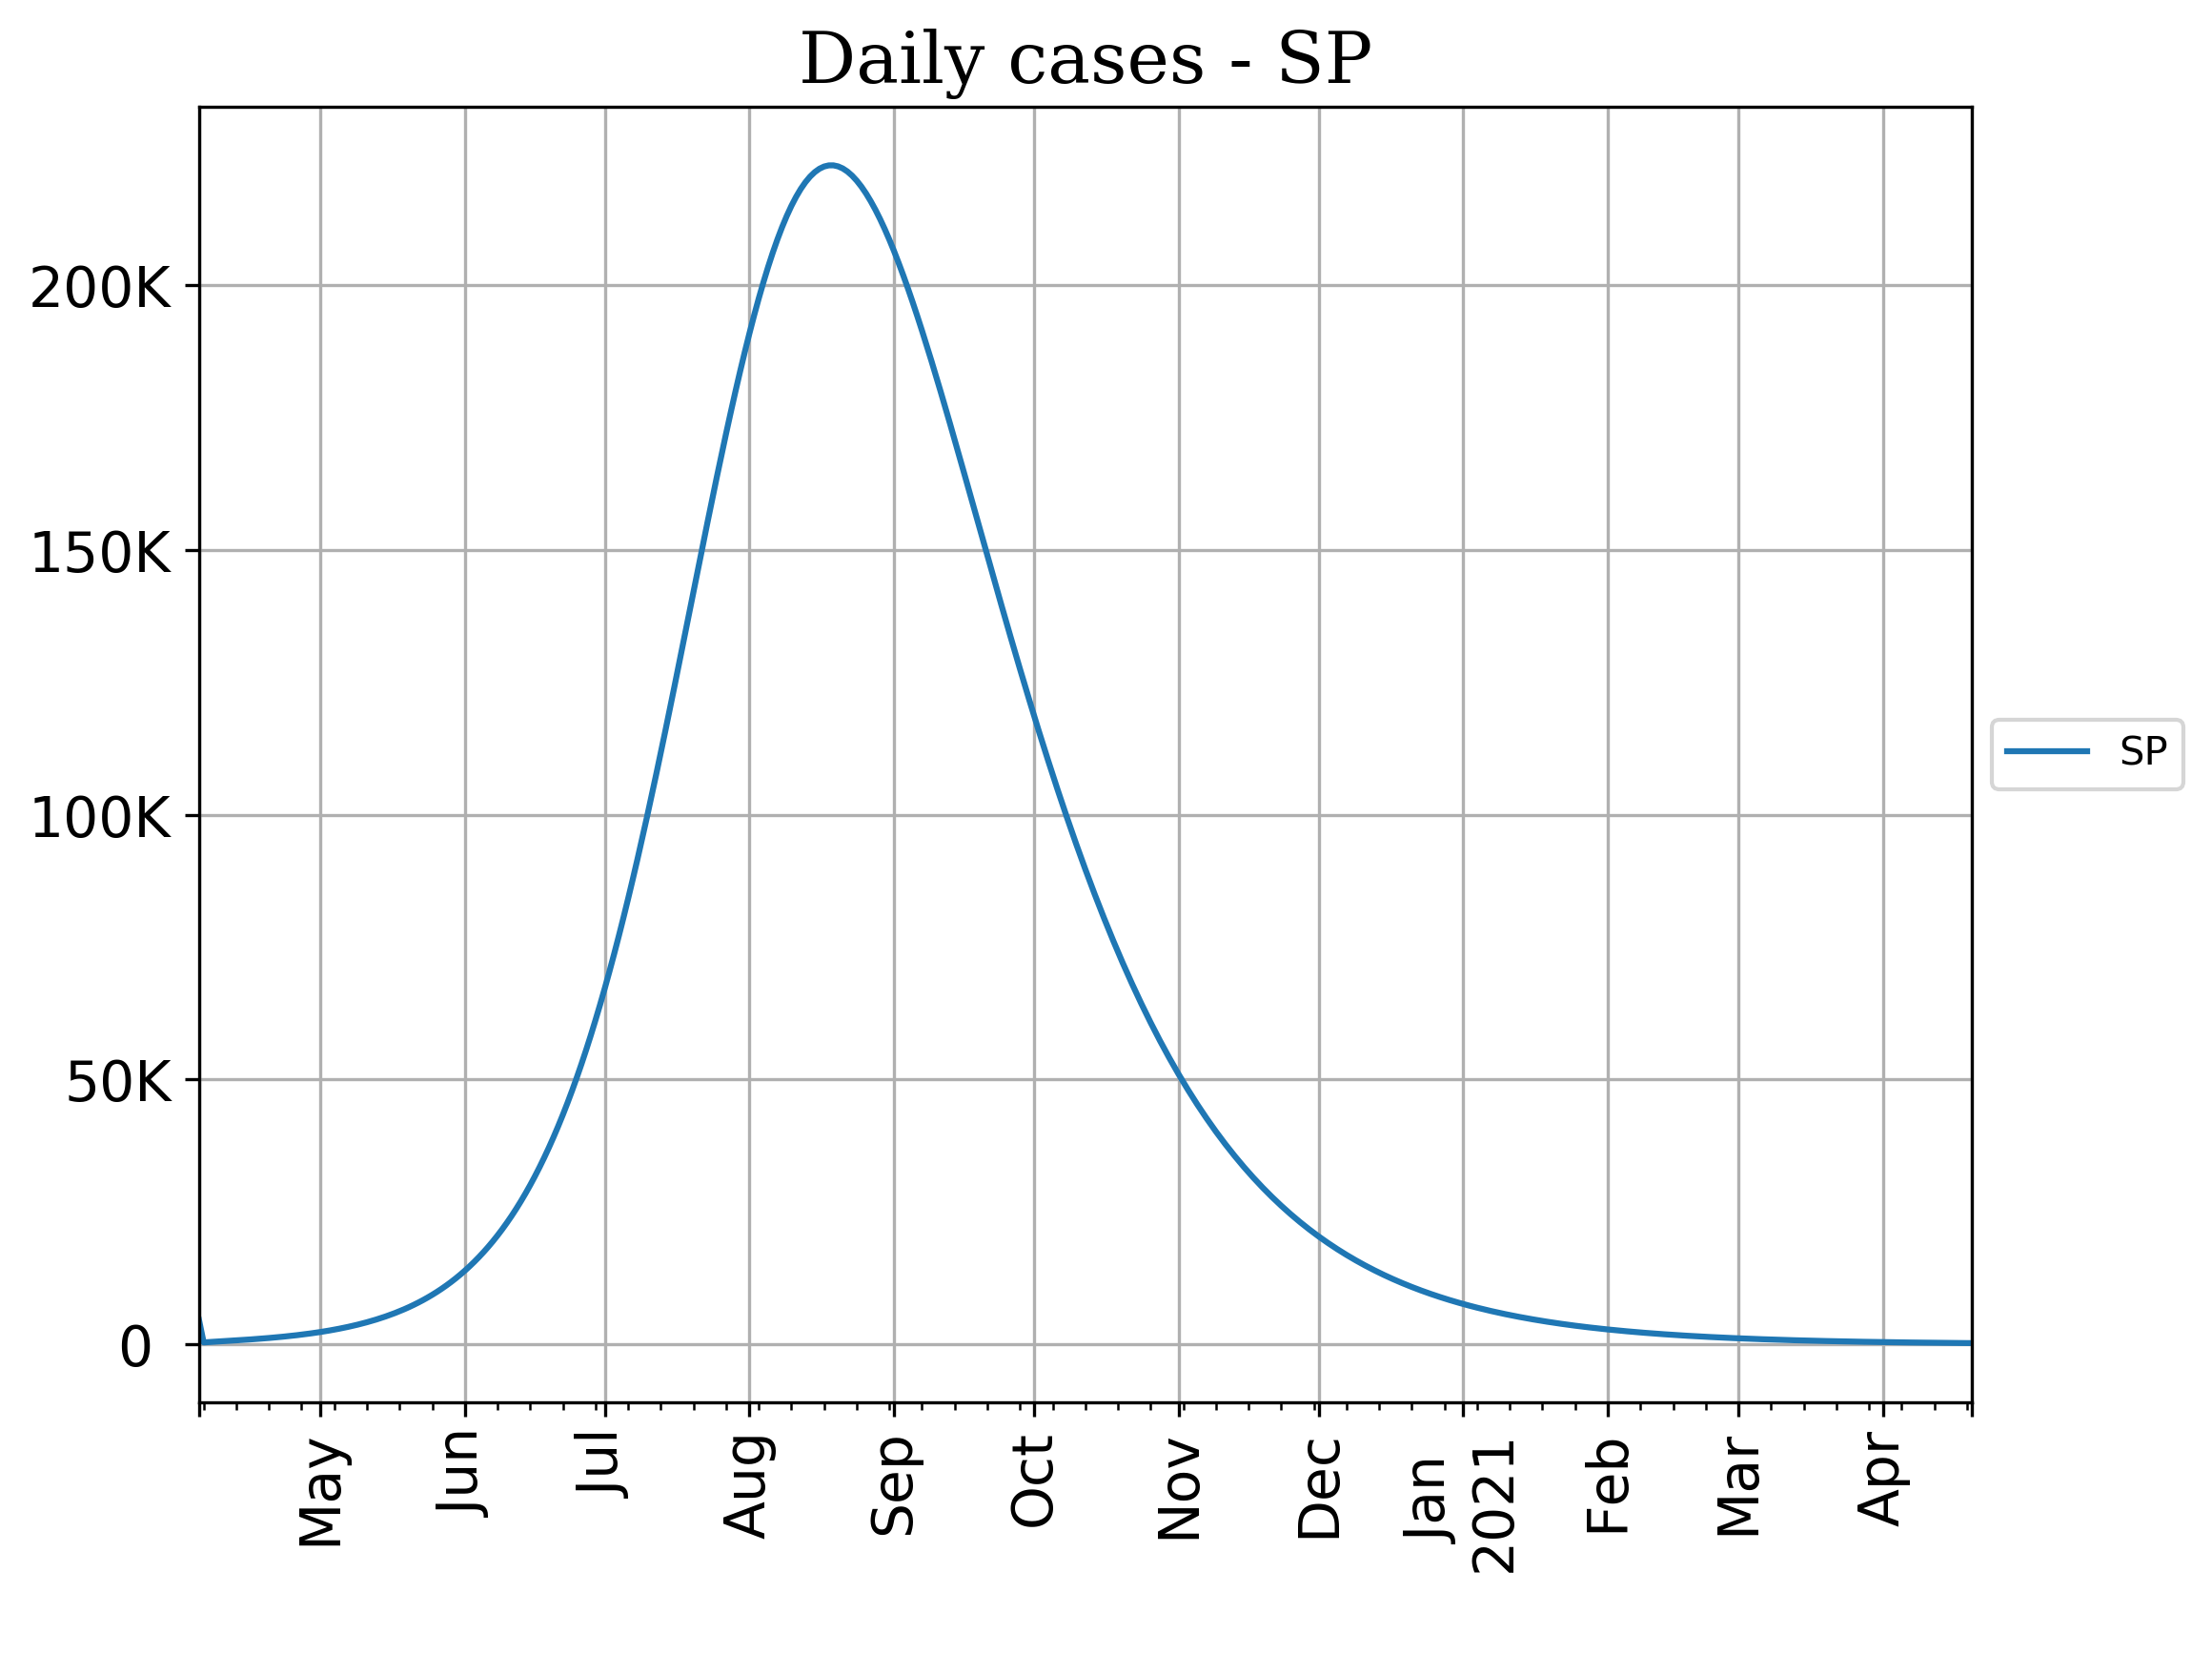 Daily cases - SP
200K
150K
100K
50K
0
SP
May
Jun
Jul
Aug
Sep
Oct
Nov
Dec
Jan
2021
Feb
Mar
Apr